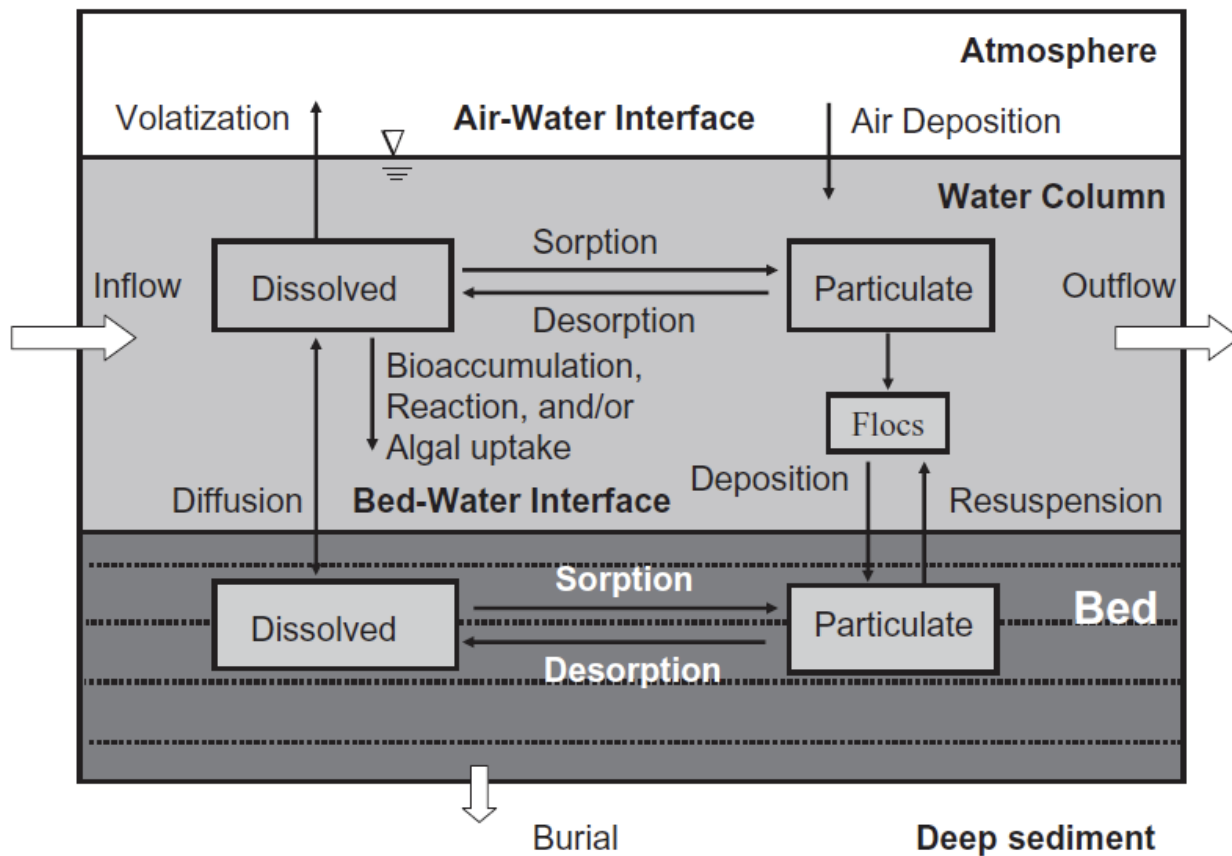 Atmosphere
Volatization
Air-Water Interface
Air Deposition
Water Column
Sorption
Inflow
Dissolved
Particulate
Outflow
Desorption
Bioaccumulation,
Reaction, and/or
Algal uptake
Flocs
Deposition
Diffusion
Bed-Water Interface
Resuspension
Sorption
Bed
Dissolved
Particulate
Desorption
Burial
Deep sediment